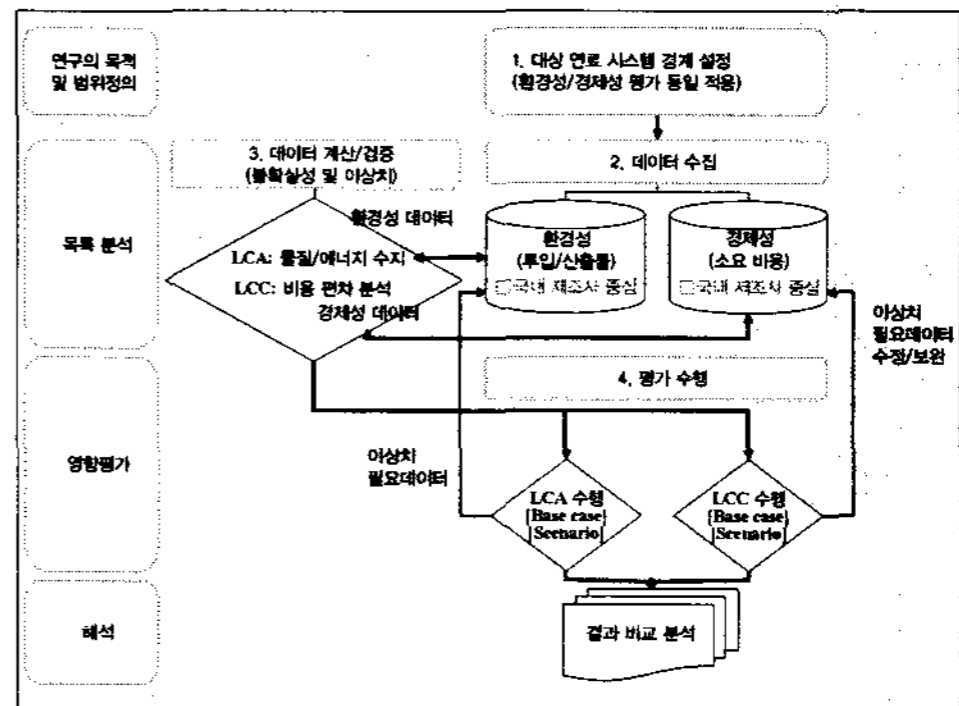 연구의 목적
및 범위정의
1. 대상 연료 시스템 경계 설정
(환경성/경제성 평가 동일 적용)
3. 데이터 계산/검증
(불확실성 및 이상치)
2. 데이터 수집
목록 분석
환경성 데이터
LCA: 물질/에너지 수지
LCC: 비용 편차 분석
경제성 데이터
환경성
(투입/산출물)
□국내 제조사 중심
경제성
(소요 비용)
□국내 제조사 중심
이상치
필요데이터
수정/보완
4. 평가 수행
영향평가
이상치
필요데이터
LCA 수행
[Base case]
[Scenario]
LCC 수행
[Base case]
[Scenario]
해석
결과 비교 분석